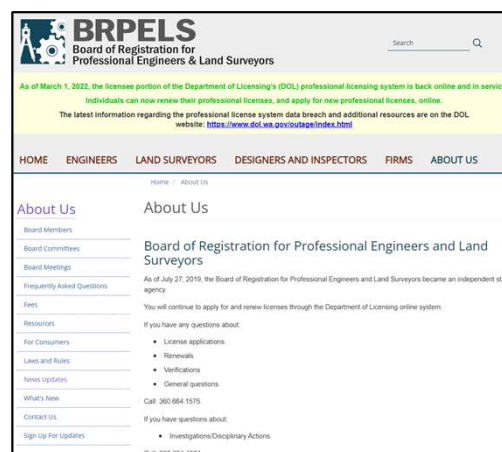 BRPELS
Board of Registration for
Professional Engineers & Land Surveyors
Search
As of March 1, 2022, the licensee portion of the Department of Licensing's (DOL) professional licensing system is back online and in servic
Individuals can now renew their professional licenses, and apply for new professional licenses, online.
The latest information regarding the professional license system data breach and additional resources are on the DOL
website: https://www.dol.wa.gov/outage/index.html
HOME ENGINEERS LAND SURVEYORS DESIGNERS AND INSPECTORS FIRMS ABOUT US
Home / About Us
About Us
Board Members
Board Committees
Board Meetings
Frequently Asked Questions
Fees
Resources
For Consumers
Laws and Rules
News Updates
What's New
Contact Us
Sign Up For Updates
About Us
Board of Registration for Professional Engineers and Land
Surveyors
As of July 27, 2019, the Board of Registration for Professional Engineers and Land Surveyors became an independent st
agency.
You will continue to apply for and renew licenses through the Department of Licensing online system.
If you have any questions about:
License applications
Renewals
Verifications
General questions
Call: 360.664.1575
If you have questions about:
Investigations/Disciplinary Actions